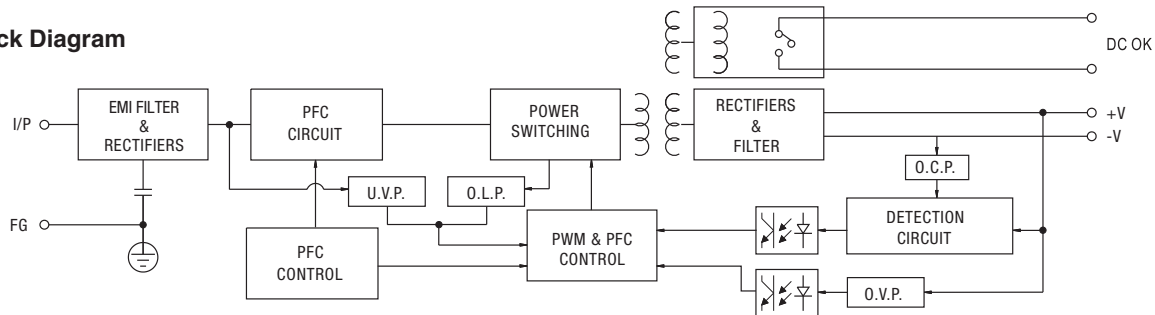 ck Diagram
DC OK
I/P
EMI FILTER
&
RECTIFIERS
PFC
CIRCUIT
POWER
SWITCHING
RECTIFIERS
&
FILTER
+V
-V
U.V.P.
O.L.P.
O.C.P.
FG
PFC
CONTROL
PWM & PFC
CONTROL
DETECTION
CIRCUIT
O.V.P.